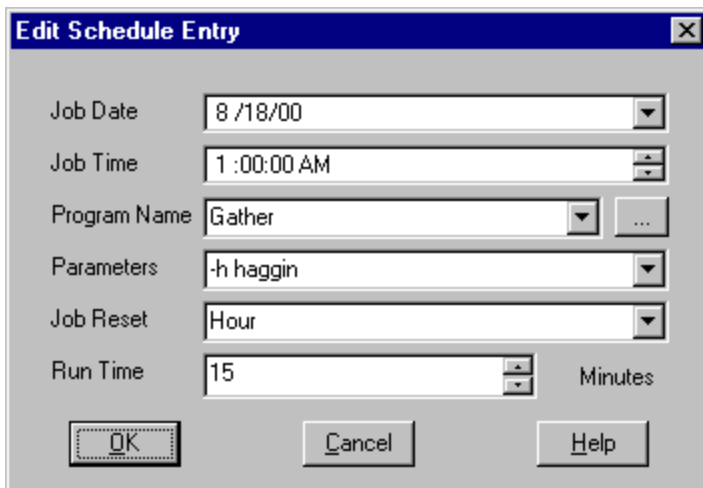 Edit Schedule Entry
Job Date 8 /18/00
Job Time 1 :00:00 AM
Program Name Gather ...
Parameters -h haggin
Job Reset Hour
Run Time 15 Minutes
OK Cancel Help